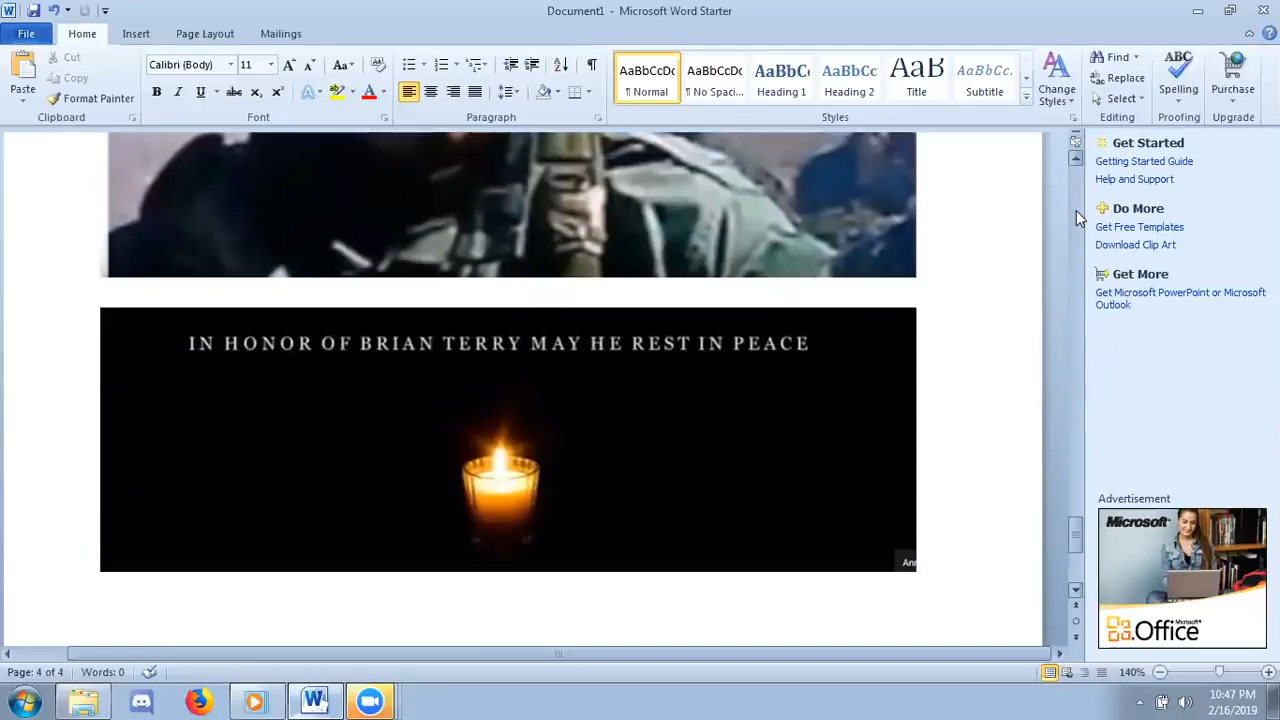 Document1 - Microsoft Word Starter
File Home Insert Page Layout Mailings
Paste
Cut
Copy
Format Painter
Clipboard
Calibri (Body) 11
Font
Paragraph
AaBbCcDc AaBbCcDc AaBbCc AaBbCc AaB AaBbCcDc
¶ Normal ¶ No Spaci... Heading 1 Heading 2 Title Subtitle
Styles
Change Styles
Find
Replace
Select
Editing
ABC
Spelling
Proofing
Purchase
Upgrade
Get Started
Getting Started Guide
Help and Support
Do More
Get Free Templates
Download Clip Art
Get More
Get Microsoft PowerPoint or Microsoft
Outlook
IN HONOR OF BRIAN TERRY MAY HE REST IN PEACE
Ann
Advertisement
Microsoft
Microsoft
Office
Page: 4 of 4 Words: 0
140%
10:47 PM
2/16/2019